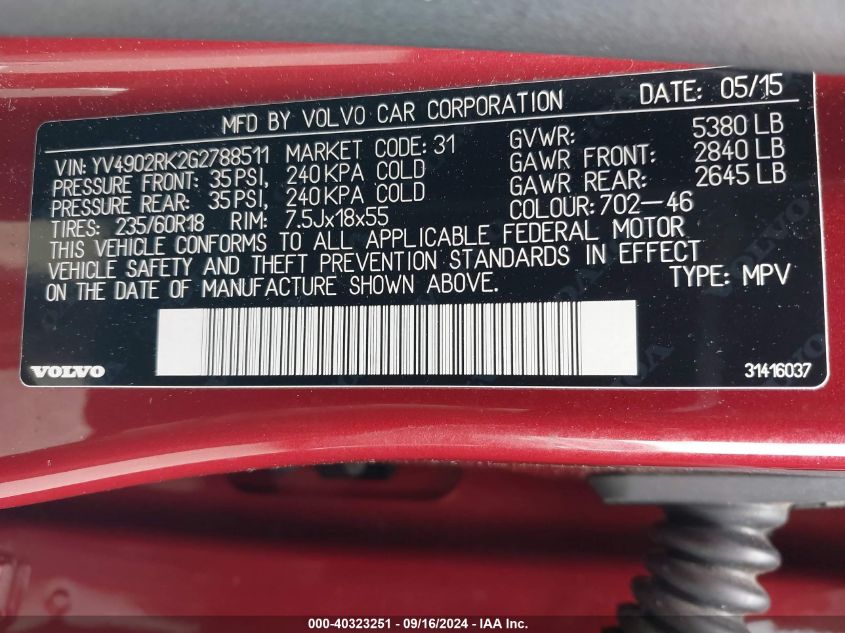 MFD BY VOLVO CAR CORPORATION DATE: 05/15
VIN: YV4902RK2G2788511 MARKET CODE: 31 GVWR: 5380 LB
PRESSURE FRONT: 35 PSI, 240 KPA COLD GAWR FRONT: 2840 LB
PRESSURE REAR: 35 PSI, 240 KPA COLD GAWR REAR: 2645 LB
TIRES: 235/60R18 RIM: 7.5Jx18x55 COLOUR: 702-46
THIS VEHICLE CONFORMS TO ALL APPLICABLE FEDERAL MOTOR
VEHICLE SAFETY AND THEFT PREVENTION STANDARDS IN EFFECT
ON THE DATE OF MANUFACTURE SHOWN ABOVE. TYPE: MPV
VOLVO 31416037
000-40323251 - 09/16/2024 - IAA Inc.